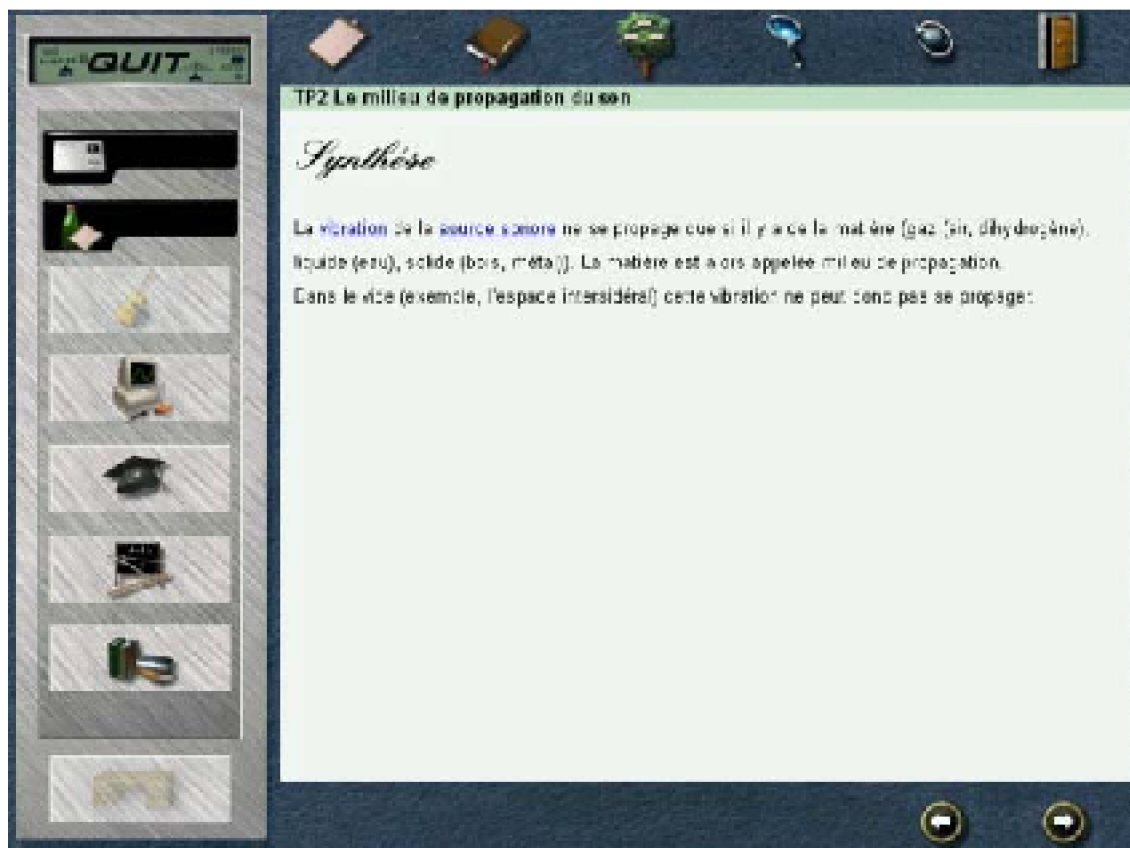 QUIT
TP2 Le milieu de propagation du son
Synthèse
La vibration de la source sonore ne se propage que si il y a de la matière (gaz (air, dihydrogène),
liquide (eau), solide (bois, métal)). La matière est alors appelée milieu de propagation.
Dans le vide (exemple, l'espace intersidéral) cette vibration ne peut donc pas se propager.